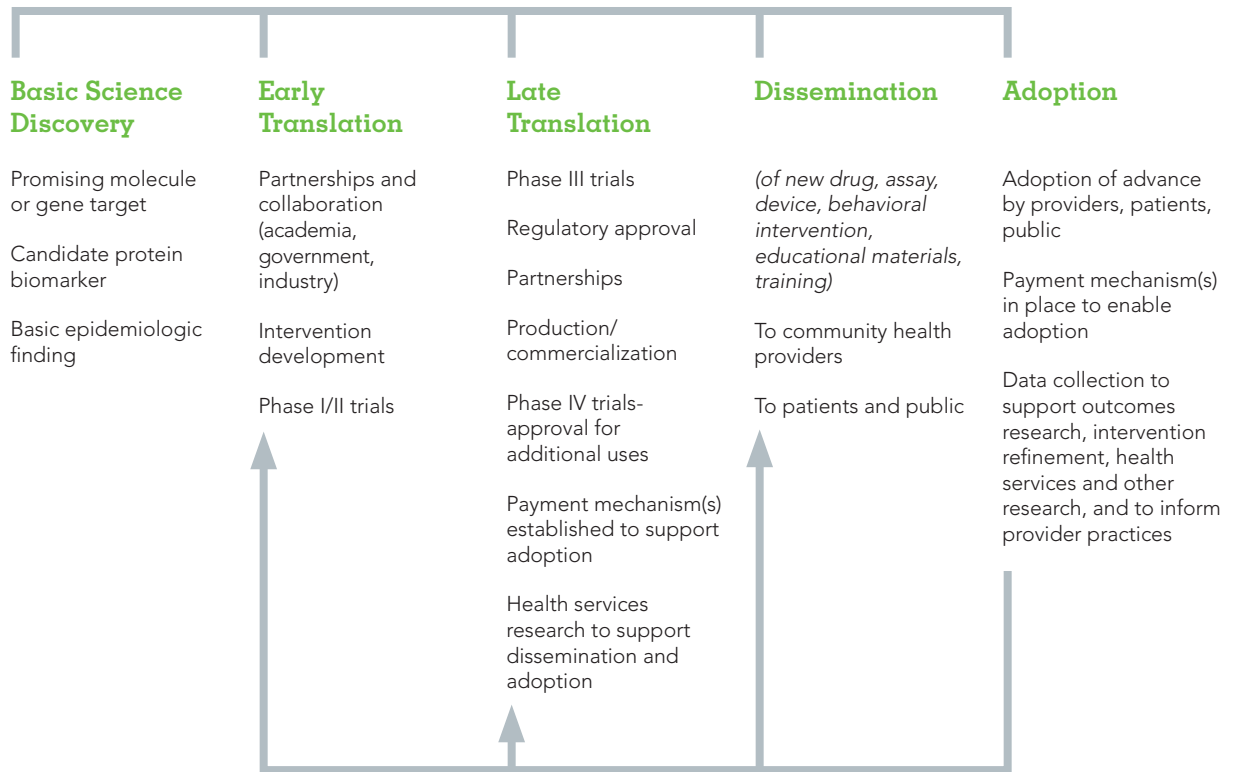 Basic Science
Discovery
Promising molecule
or gene target
Candidate protein
biomarker
Basic epidemiologic
finding
Early
Translation
Partnerships and
collaboration
(academia,
government,
industry)
Intervention
development
Phase I/II trials
Late
Translation
Phase III trials
Regulatory approval
Partnerships
Production/
commercialization
Phase IV trials-
approval for
additional uses
Payment mechanism(s)
established to support
adoption
Health services
research to support
dissemination and
adoption
Dissemination
(of new drug, assay,
device, behavioral
intervention,
educational materials,
training)
To community health
providers
To patients and public
Adoption
Adoption of advance
by providers, patients,
public
Payment mechanism(s)
in place to enable
adoption
Data collection to
support outcomes
research, intervention
refinement, health
services and other
research, and to inform
provider practices